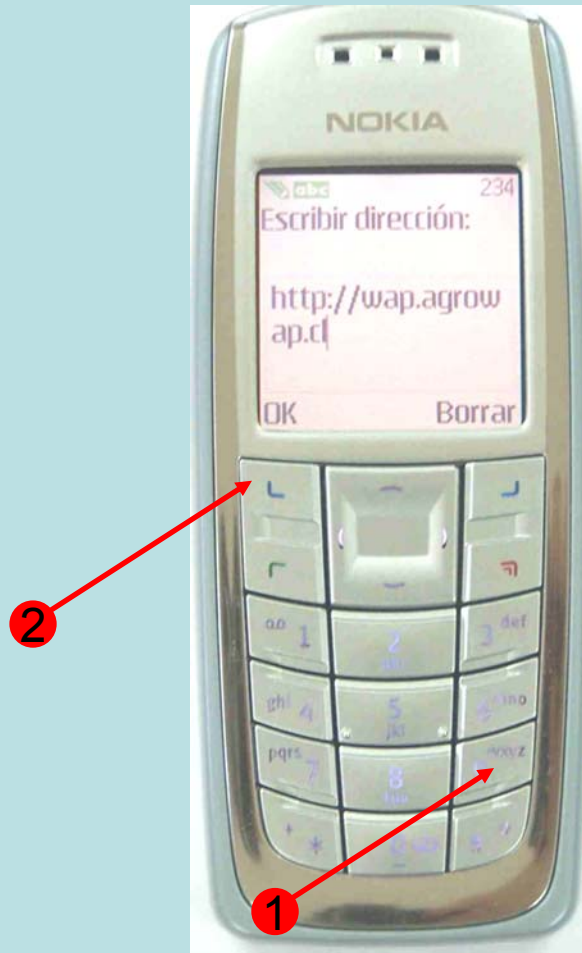 NOKIA
abc 234
Escribir dirección:
http://wap.agrow
ap.cl
OK Borrar
2
1 2 3 def
ghi 4 5 jkl mno
pqrs 7 8 wxyz
*
1